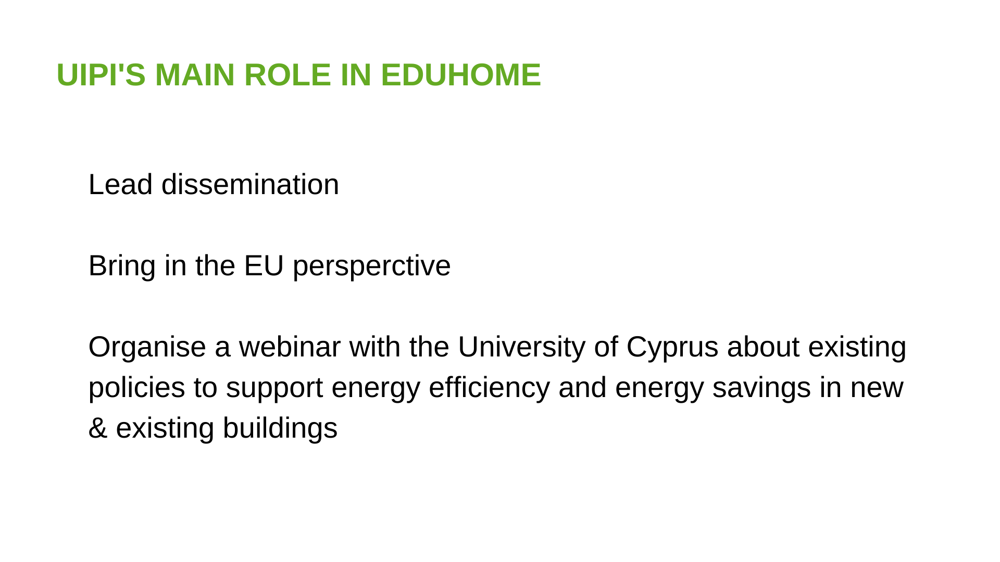 UIPI'S MAIN ROLE IN EDUHOME
Lead dissemination
Bring in the EU persperctive
Organise a webinar with the University of Cyprus about existing
policies to support energy efficiency and energy savings in new
& existing buildings